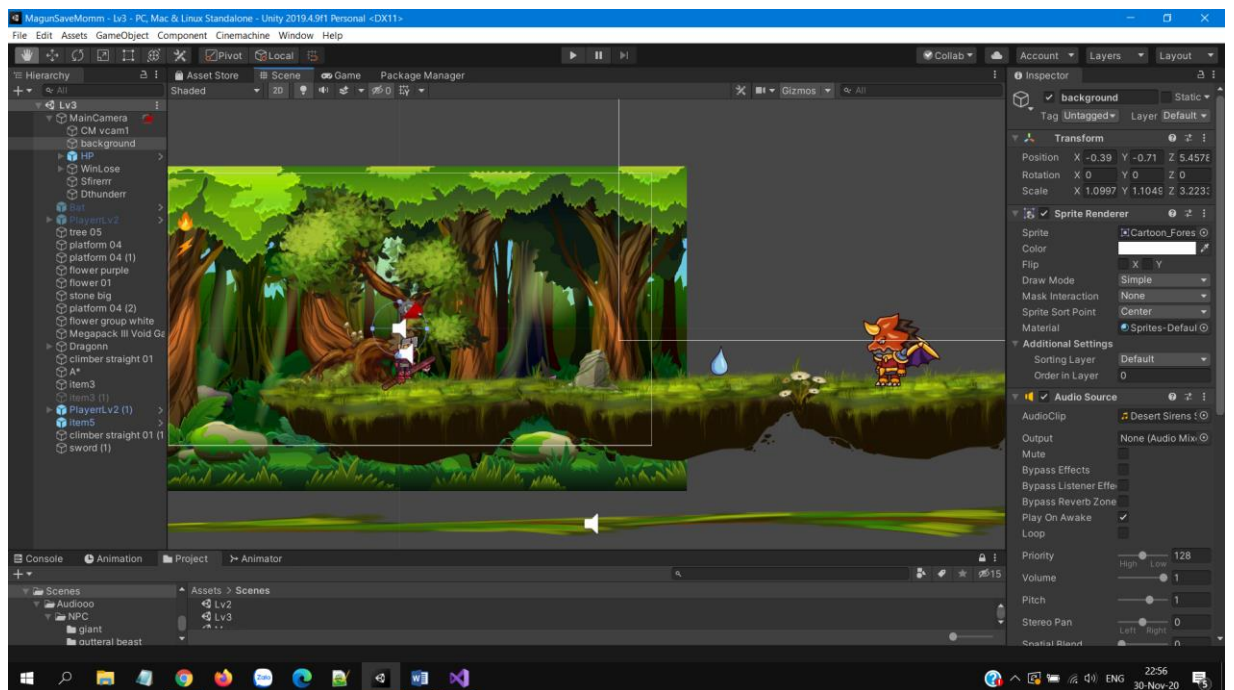 MagunSaveMomm - Lv3 - PC, Mac & Linux Standalone - Unity 2019.4.9f1 Personal <DX11>
File Edit Assets GameObject Component Cinemachine Window Help
Pivot Local Collab Account Layers Layout
Hierarchy
All
Lv3
MainCamera
CM vcam1
background
HP
WinLose
Sfirerrr
Dthunderr
Bat
PlayerrLv2
tree 05
platform 04
platform 04 (1)
flower purple
flower 01
stone big
platform 04 (2)
flower group white
Megapack III Void Ga
Dragonn
climber straight 01
A*
item3
item3 (1)
PlayerrLv2 (1)
item5
climber straight 01 (1
sword (1)
Asset Store Scene Game Package Manager
Shaded 2D 0 Gizmos All
Inspector
background Static
Tag Untagged Layer Default
Transform
Position X -0.39 Y -0.71 Z 5.4578
Rotation X 0 Y 0 Z 0
Scale X 1.0997 Y 1.1049 Z 3.2233
Sprite Renderer
Sprite Cartoon_Fores
Color
Flip X Y
Draw Mode Simple
Mask Interaction None
Sprite Sort Point Center
Material Sprites-Defaul
Additional Settings
Sorting Layer Default
Order in Layer 0
Audio Source
AudioClip Desert Sirens S
Output None (Audio Mix
Mute
Bypass Effects
Bypass Listener Effe
Bypass Reverb Zone
Play On Awake
Loop
Priority 128
High Low
Volume 1
Pitch 1
Stereo Pan 0
Left Right
Spatial Blend 0
Console Animation Project Animator
15
Scenes
Audiooo
NPC
giant
gutteral beast
Assets > Scenes
Lv2
Lv3
Zalo
ENG
22:56
30-Nov-20
5